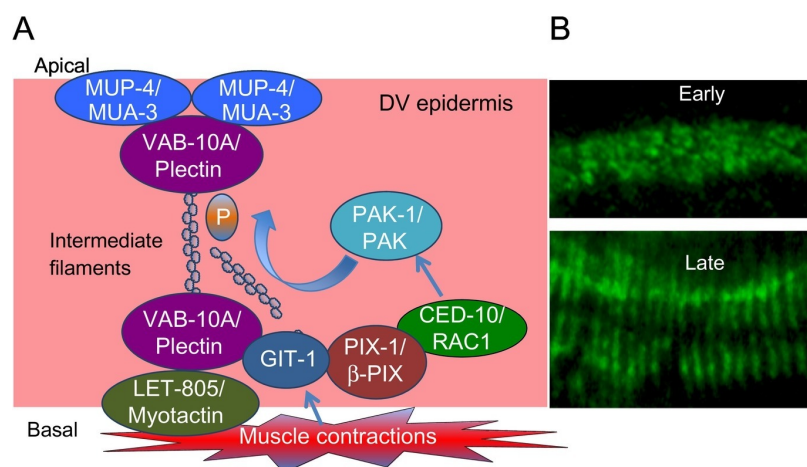 A
B
Apical
MUP-4/
MUA-3
MUP-4/
MUA-3
DV epidermis
Early
VAB-10A/
Plectin
P
PAK-1/
PAK
Intermediate
filaments
Late
VAB-10A/
Plectin
GIT-1
PIX-1/
β-PIX
CED-10/
RAC1
LET-805/
Myotactin
Basal
Muscle contractions